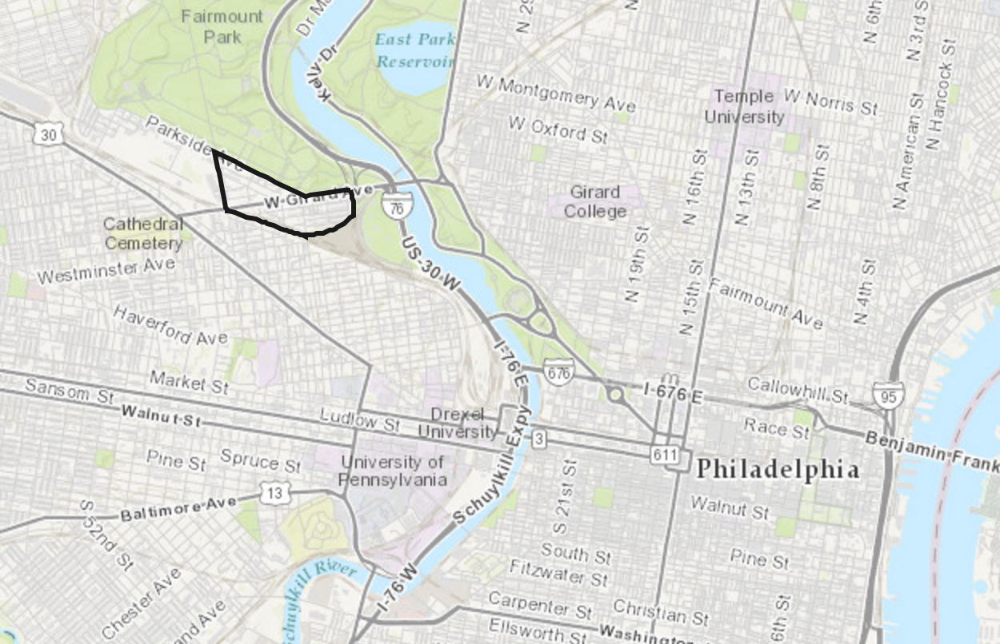 Fairmount
Park
Dr
Kelly Dr
East Park
Reservoir
W Montgomery Ave
W Oxford St
Temple
University
W Norris St
N 6th
N 3rd S
N Hancock St
N American St
30
Parkside Ave
W Girard Ave
76
Girard
College
N 16th St
N 13th St
N 8th St
Cathedral
Cemetery
Westminster Ave
US-30 W
N 19th St
N 15th St
Fairmount Ave
N 4th St
Haverford Ave
I-76 E
676
I-676 E
Callowhill St
95
Market St
Sansom St
Walnut St
Ludlow St
Drexel
University
3
Race St
Benjamin Frank
611
Philadelphia
Pine St
Spruce St
University of
Pennsylvania
Schuylkill Expy
S 21st St
Walnut St
13
Baltimore Ave
S 52nd St
South St
Pine St
Fitzwater St
Schuylkill River
I-76 W
Chester Ave
and Ave
Carpenter St
Christian St
Ellsworth St
Washington
6th St